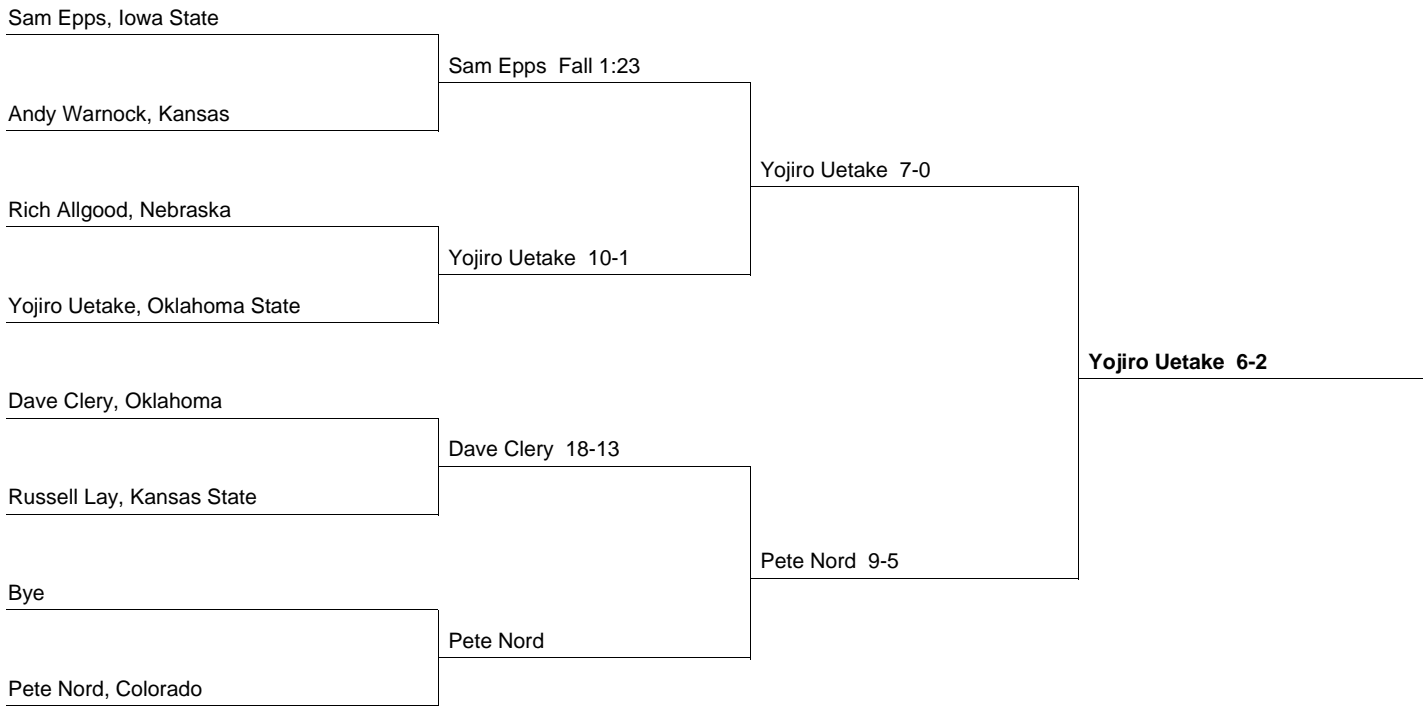 Sam Epps, Iowa State
Sam Epps  Fall 1:23
Andy Warnock, Kansas
Yojiro Uetake  7-0
Rich Allgood, Nebraska
Yojiro Uetake  10-1
Yojiro Uetake, Oklahoma State
Yojiro Uetake  6-2
Dave Clery, Oklahoma
Dave Clery  18-13
Russell Lay, Kansas State
Pete Nord  9-5
Bye
Pete Nord
Pete Nord, Colorado